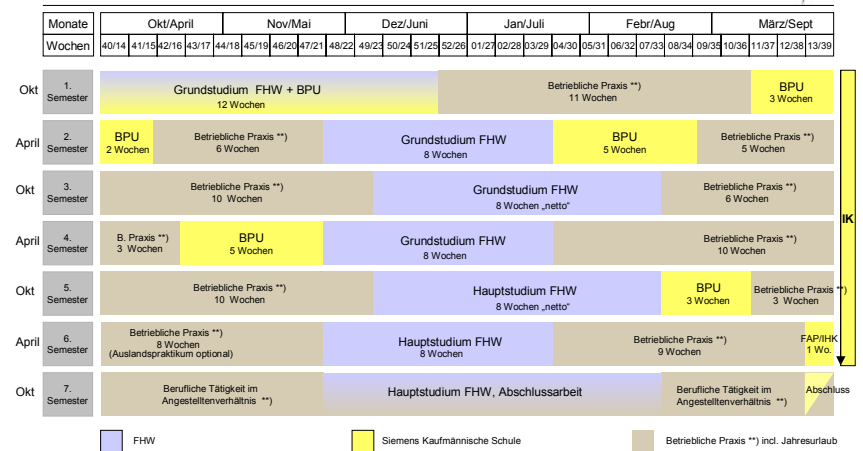 Monate Okt/April Nov/Mai Dez/Juni Jan/Juli Febr/Aug März/Sept
Wochen 40/14 41/15 42/16 43/17 44/18 45/19 46/20 47/21 48/22 49/23 50/24 51/25 52/26 01/27 02/28 03/29 04/30 05/31 06/32 07/33 08/34 09/35 10/36 11/37 12/38 13/39
Okt
1.
Semester
Grundstudium FHW + BPU
12 Wochen
Betriebliche Praxis **)
11 Wochen
BPU
3 Wochen
April
2.
Semester
BPU
2 Wochen
Betriebliche Praxis **)
6 Wochen
Grundstudium FHW
8 Wochen
BPU
5 Wochen
Betriebliche Praxis **)
5 Wochen
Okt
3.
Semester
Betriebliche Praxis **)
10 Wochen
Grundstudium FHW
8 Wochen „netto“
Betriebliche Praxis **)
6 Wochen
April
4.
Semester
B. Praxis **)
3 Wochen
BPU
5 Wochen
Grundstudium FHW
8 Wochen
Betriebliche Praxis **)
10 Wochen
IK
Okt
5.
Semester
Betriebliche Praxis **)
10 Wochen
Hauptstudium FHW
8 Wochen „netto“
BPU
3 Wochen
Betriebliche Praxis **)
3 Wochen
April
6.
Semester
Betriebliche Praxis **)
8 Wochen
(Auslandspraktikum optional)
Hauptstudium FHW
8 Wochen
Betriebliche Praxis **)
9 Wochen
FAP/IHK
1 Wo.
Okt
7.
Semester
Berufliche Tätigkeit im
Angestelltenverhältnis **)
Hauptstudium FHW, Abschlussarbeit
Berufliche Tätigkeit im
Angestelltenverhältnis **)
Abschluss
FHW
Siemens Kaufmännische Schule
Betriebliche Praxis **) incl. Jahresurlaub